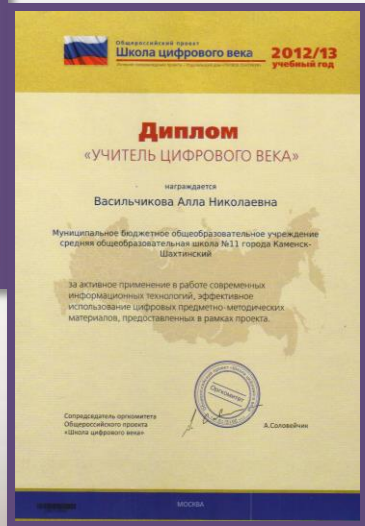 Общероссийский проект
Школа цифрового века
2012/13
учебный год
Диплом
«УЧИТЕЛЬ ЦИФРОВОГО ВЕКА»
награждается
Васильчикова Алла Николаевна
Муниципальное бюджетное общеобразовательное учреждение
средняя общеобразовательная школа №11 города Каменск-
Шахтинский
за активное применение в работе современных
информационных технологий, эффективное
использование цифровых предметно-методических
материалов, предоставленных в рамках проекта.
Оргкомитет
Сопредседатель оргкомитета
Общероссийского проекта
«Школа цифрового века»
А.Соловейчик
МОСКВА